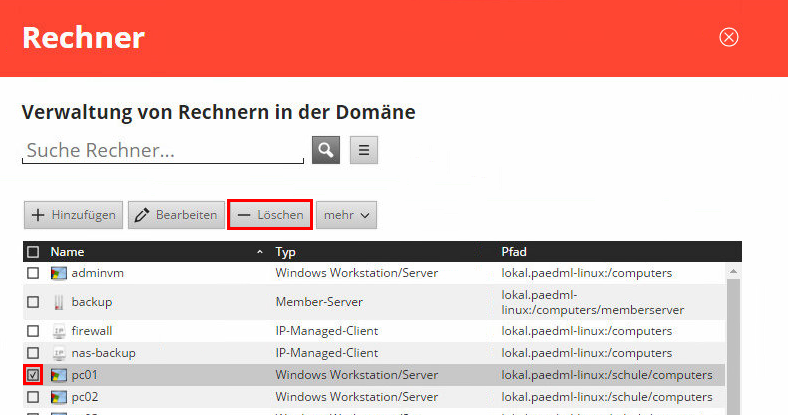 Rechner
Verwaltung von Rechnern in der Domäne
Suche Rechner...
Hinzufügen Bearbeiten Löschen mehr
Name Typ Pfad
adminvm Windows Workstation/Server lokal.paedml-linux:/computers
backup Member-Server lokal.paedml-
linux:/computers/memberserver
firewall IP-Managed-Client lokal.paedml-linux:/computers
nas-backup IP-Managed-Client lokal.paedml-linux:/computers
pc01 Windows Workstation/Server lokal.paedml-linux:/schule/computers
pc02 Windows Workstation/Server lokal.paedml-linux:/schule/computers